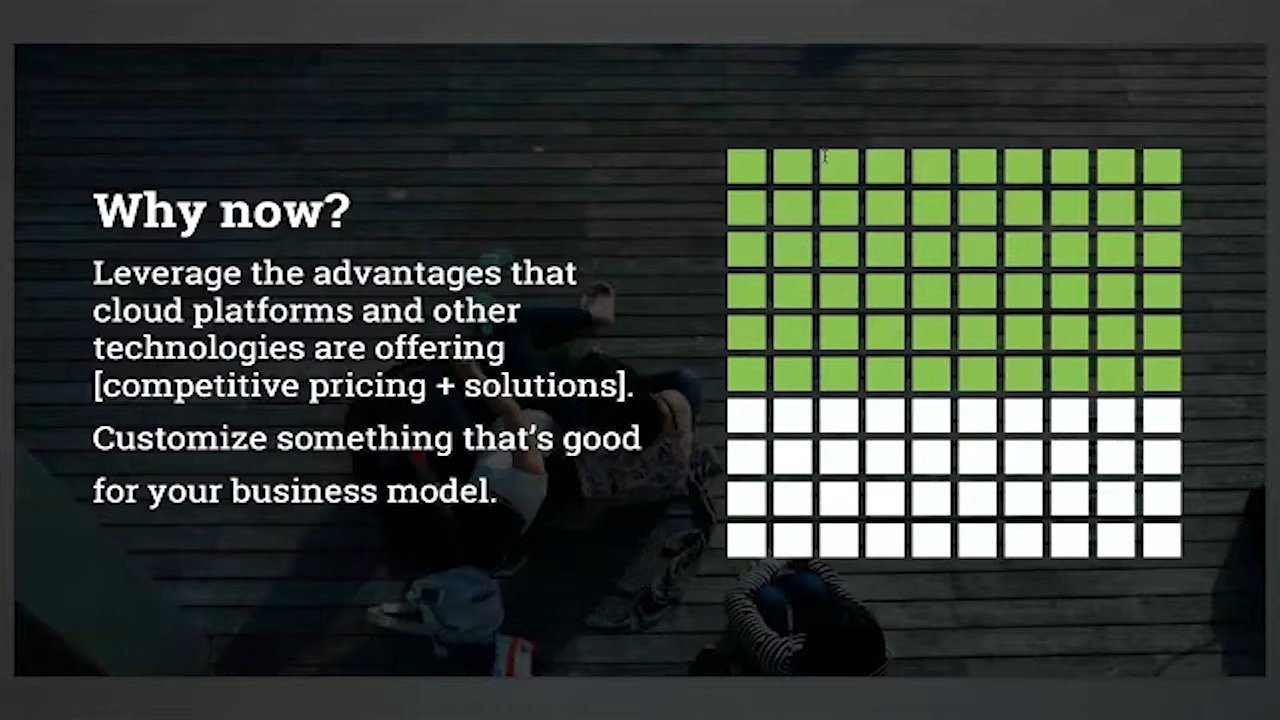 Why now?
Leverage the advantages that
cloud platforms and other
technologies are offering
[competitive pricing + solutions].
Customize something that's good
for your business model.